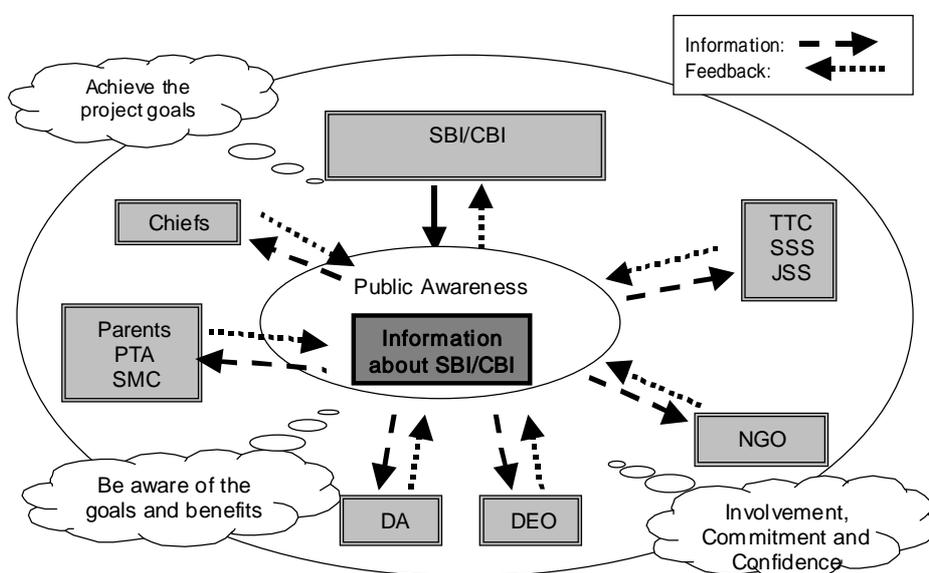 Information:
Feedback:
Achieve the
project goals
SBI/CBI
Chiefs
TTC
SSS
JSS
Public Awareness
Information
about SBI/CBI
Parents
PTA
SMC
NGO
Be aware of the
goals and benefits
DA
DEO
Involvement,
Commitment and
Confidence